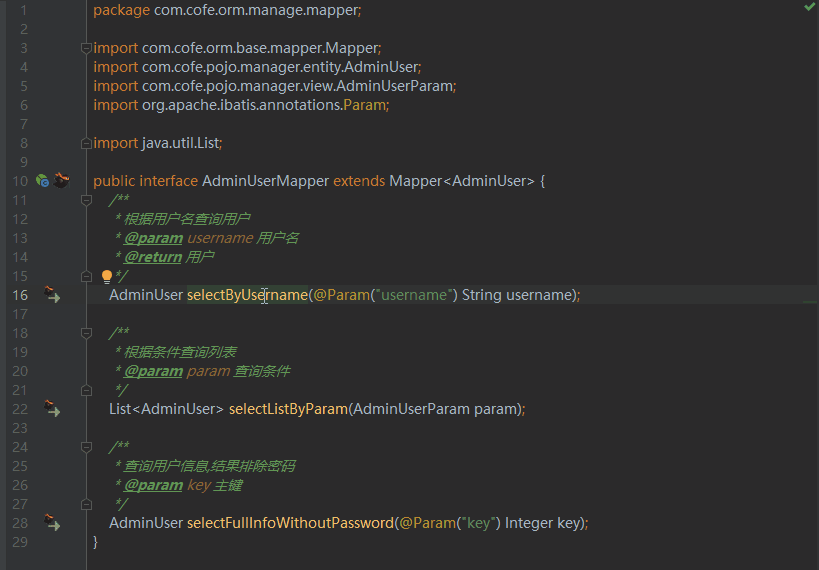 1 package com.cofe.orm.manage.mapper;
2
3 import com.cofe.orm.base.mapper.Mapper;
4 import com.cofe.pojo.manager.entity.AdminUser;
5 import com.cofe.pojo.manager.view.AdminUserParam;
6 import org.apache.ibatis.annotations.Param;
7
8 import java.util.List;
9
10 public interface AdminUserMapper extends Mapper<AdminUser> {
11 /**
12 * 根据用户名查询用户
13 * @param username 用户名
14 * @return 用户
15 */
16 AdminUser selectByUsername(@Param("username") String username);
17
18 /**
19 * 根据条件查询列表
20 * @param param 查询条件
21 */
22 List<AdminUser> selectListByParam(AdminUserParam param);
23
24 /**
25 * 查询用户信息,结果排除密码
26 * @param key 主键
27 */
28 AdminUser selectFullInfoWithoutPassword(@Param("key") Integer key);
29 }